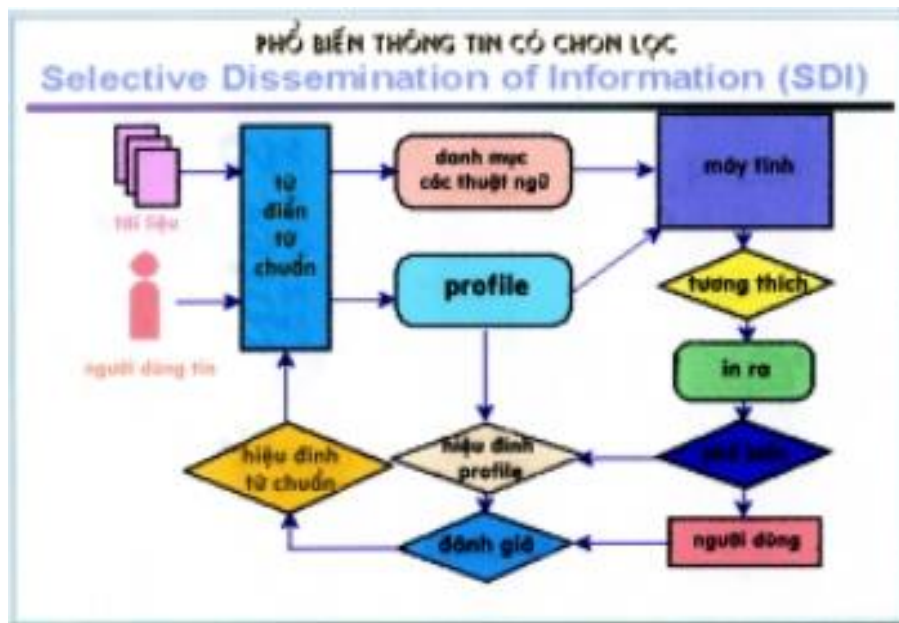 PHỔ BIẾN THÔNG TIN CÓ CHỌN LỌC
Selective Dissemination of Information (SDI)
tài liệu
từ
điển
từ
chuẩn
danh mục
các thuật ngữ
máy tính
người dùng tin
profile
tương thích
in ra
hiệu đính
từ chuẩn
hiệu đính
profile
đánh giá
người dùng